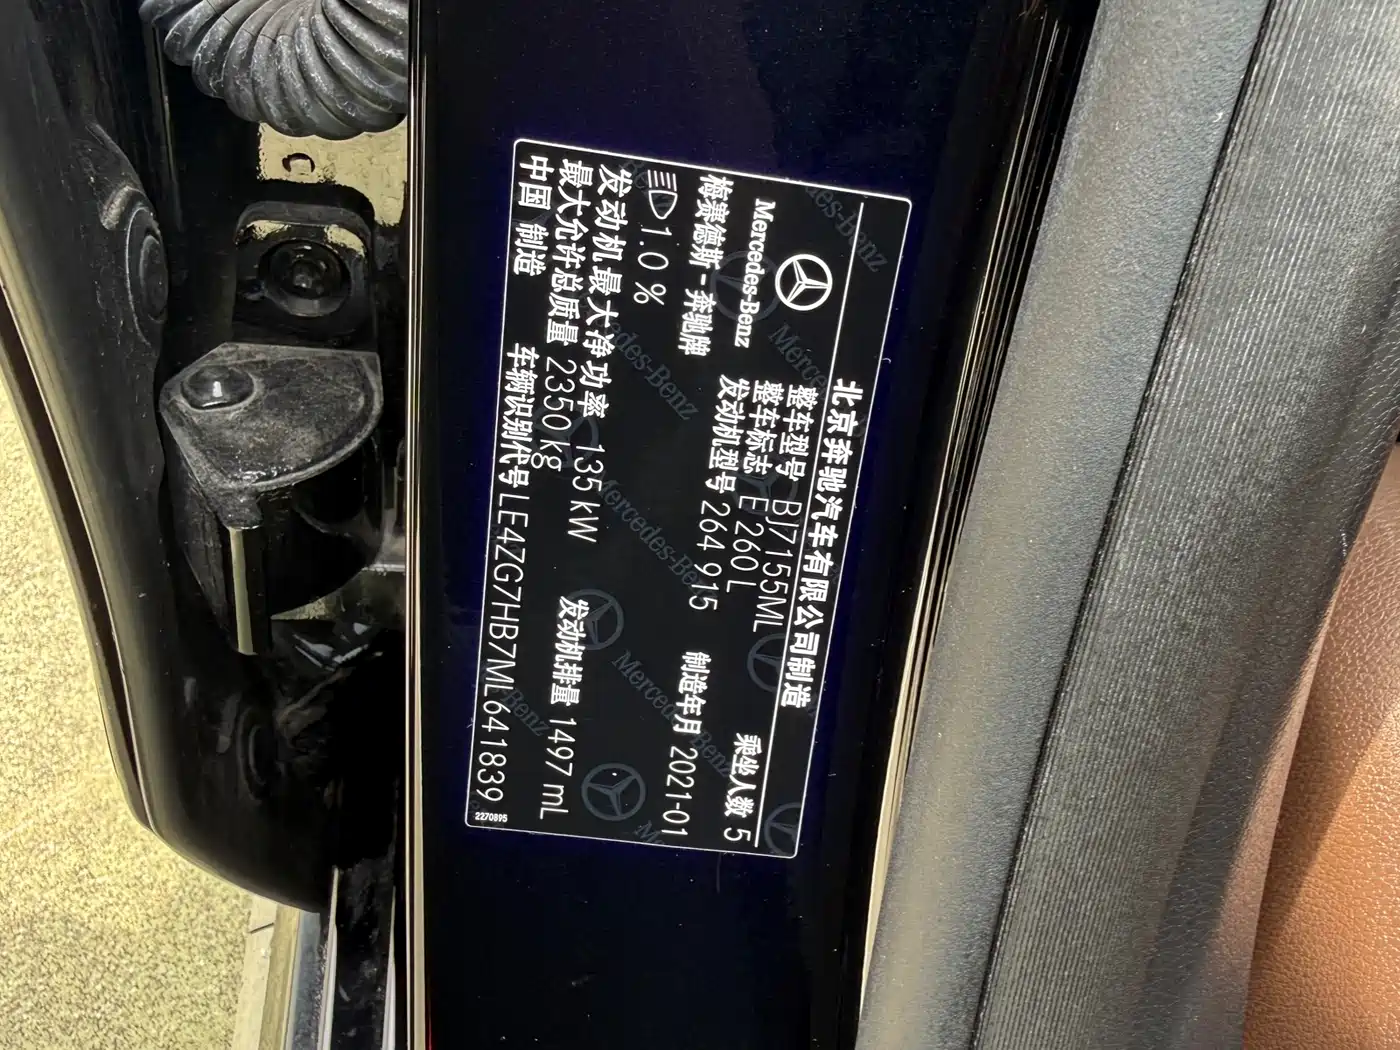 北京奔驰汽车有限公司制造
Mercedes-Benz
梅赛德斯-奔驰牌
整车型号 BJ7155ML
整车标志 E 260 L
乘坐人数 5
发动机型号 264 915
制造年月 2021-01
1.0 %
发动机最大净功率 135 kW
最大允许总质量 2350 kg
发动机排量 1497 mL
中国 制造
车辆识别代号 LE4ZG7HB7ML641839
2270895